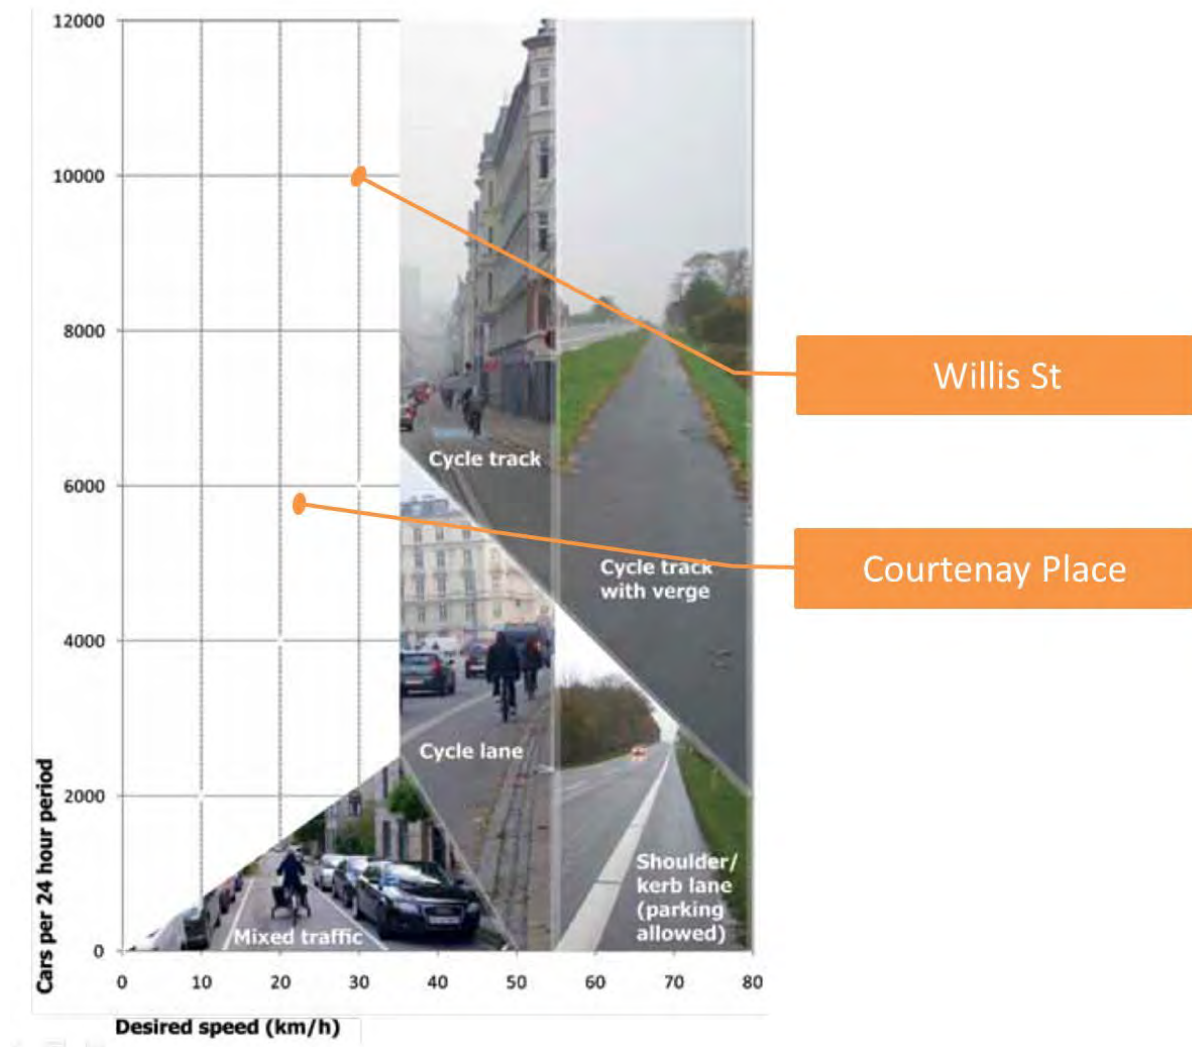 12000
10000
8000
6000
4000
2000
0
Cars per 24 hour period
0 10 20 30 40 50 60 70 80
Desired speed (km/h)
Cycle track
Cycle track
with verge
Cycle lane
Shoulder/
kerb lane
(parking
allowed)
Mixed traffic
Willis St
Courtenay Place